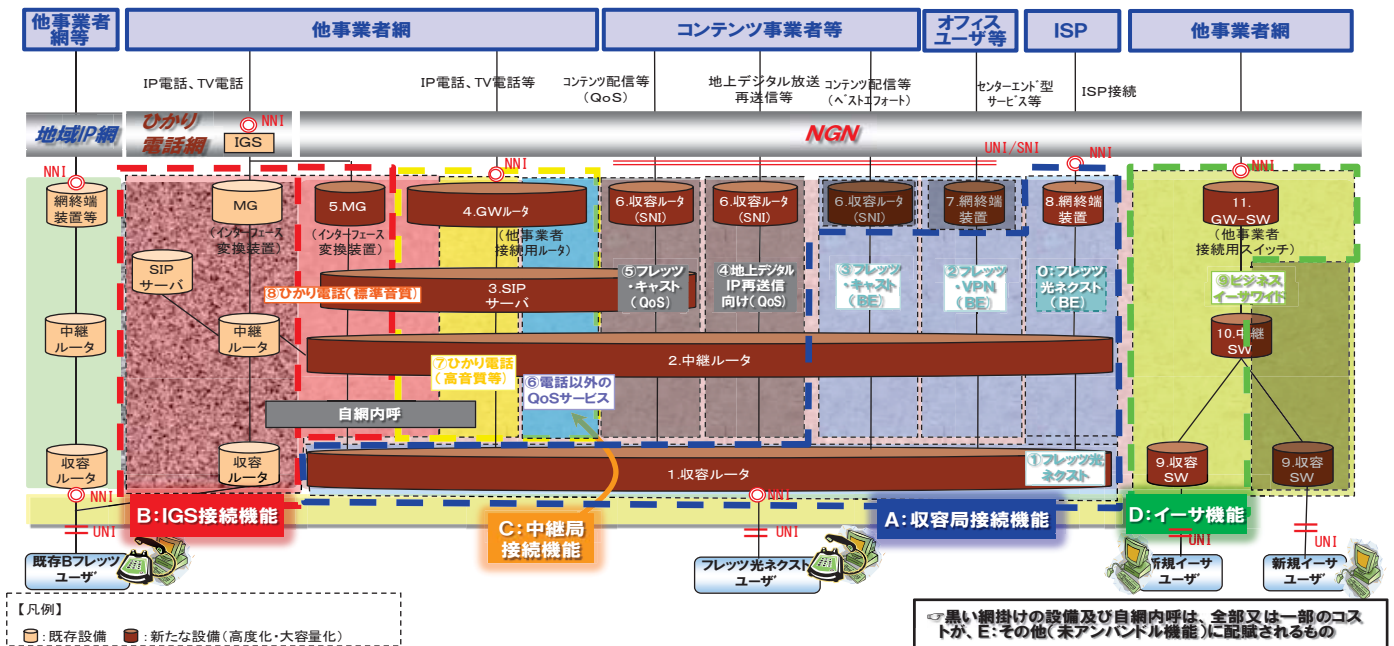 他事業者
網等
他事業者網
コンテンツ事業者等
オフィス
ユーザ等
ISP
他事業者網
IP電話、TV電話
IP電話、TV電話等
コンテンツ配信等
(QoS)
地上デジタル放送
再送信等
コンテンツ配信等
(ベストエフォート)
センターエンド型
サービス等
ISP接続
地域IP網
ひかり
電話網
NNI
IGS
NGN
NNI
NNI
UNI/SNI
NNI
NNI
網終端
装置等
MG
(インターフェース
変換装置)
5.MG
(インターフェース
変換装置)
4.GWルータ
(他事業者
接続用ルータ)
6.収容ルータ
(SNI)
6.収容ルータ
(SNI)
6.収容ルータ
(SNI)
7.網終端
装置
8.網終端
装置
11.
GW-SW
(他事業者
接続用スイッチ)
SIP
サーバ
⑧ひかり電話(標準音質)
3.SIP
サーバ
⑤フレッツ
・キャスト
(QoS)
④地上デジタル
IP再送信
向け(QoS)
③フレッツ
・キャスト
(BE)
②フレッツ
・VPN
(BE)
0:フレッツ
光ネクスト
(BE)
⑨ビジネス
イーサワイド
中継
ルータ
中継
ルータ
2.中継ルータ
10.中継
SW
⑦ひかり電話
(高音質等)
⑥電話以外の
QoSサービス
自網内呼
収容
ルータ
収容
ルータ
1.収容ルータ
①フレッツ光
ネクスト
9.収容
SW
9.収容
SW
NNI
NNI
B:IGS接続機能
C:中継局
接続機能
A:収容局接続機能
D:イーサ機能
UNI
UNI
UNI
UNI
既存Bフレッツ
ユーザ
フレッツ光ネクスト
ユーザ
新規イーサ
ユーザ
新規イーサ
ユーザ
【凡例】
:既存設備 :新たな設備(高度化・大容量化)
☞黒い網掛けの設備及び自網内呼は、全部又は一部のコス
トが、E:その他(未アンバンドル機能)に配賦されるもの